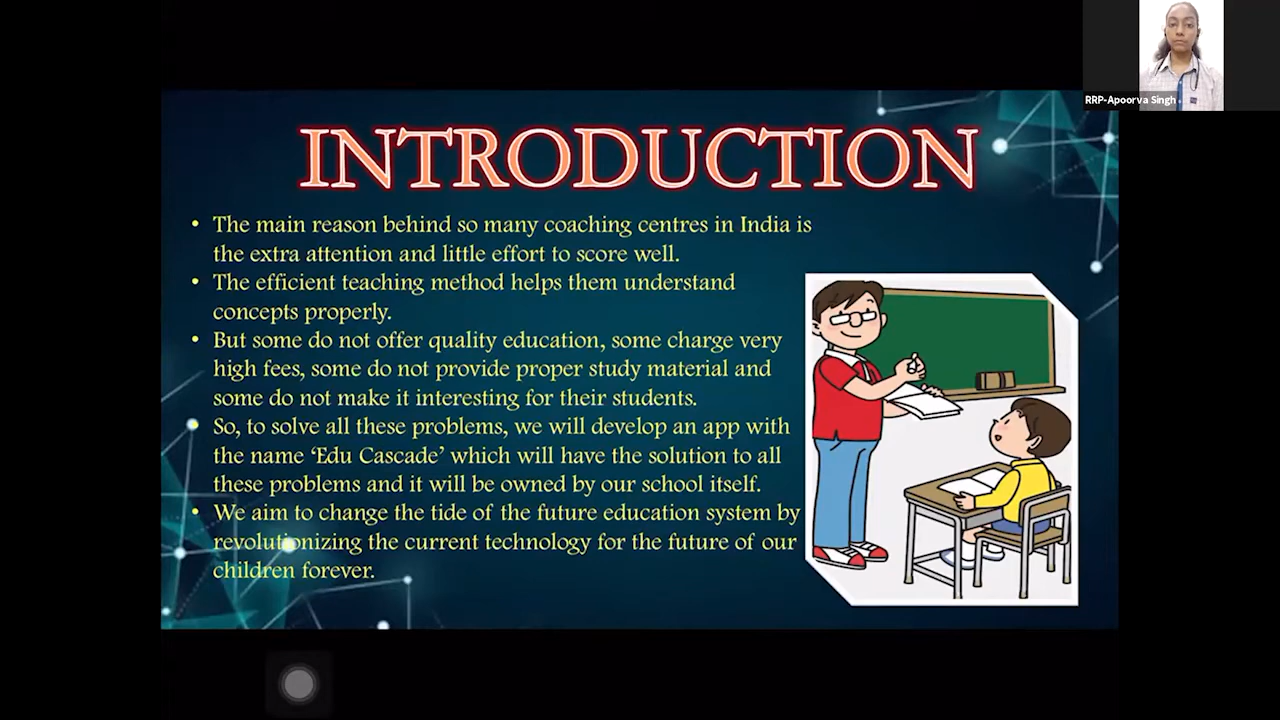 RRP-Apoorva Singh
INTRODUCTION
• The main reason behind so many coaching centres in India is
the extra attention and little effort to score well.
• The efficient teaching method helps them understand
concepts properly.
• But some do not offer quality education, some charge very
high fees, some do not provide proper study material and
some do not make it interesting for their students.
• So, to solve all these problems, we will develop an app with
the name ‘Edu Cascade’ which will have the solution to all
these problems and it will be owned by our school itself.
• We aim to change the tide of the future education system by
revolutionizing the current technology for the future of our
children forever.